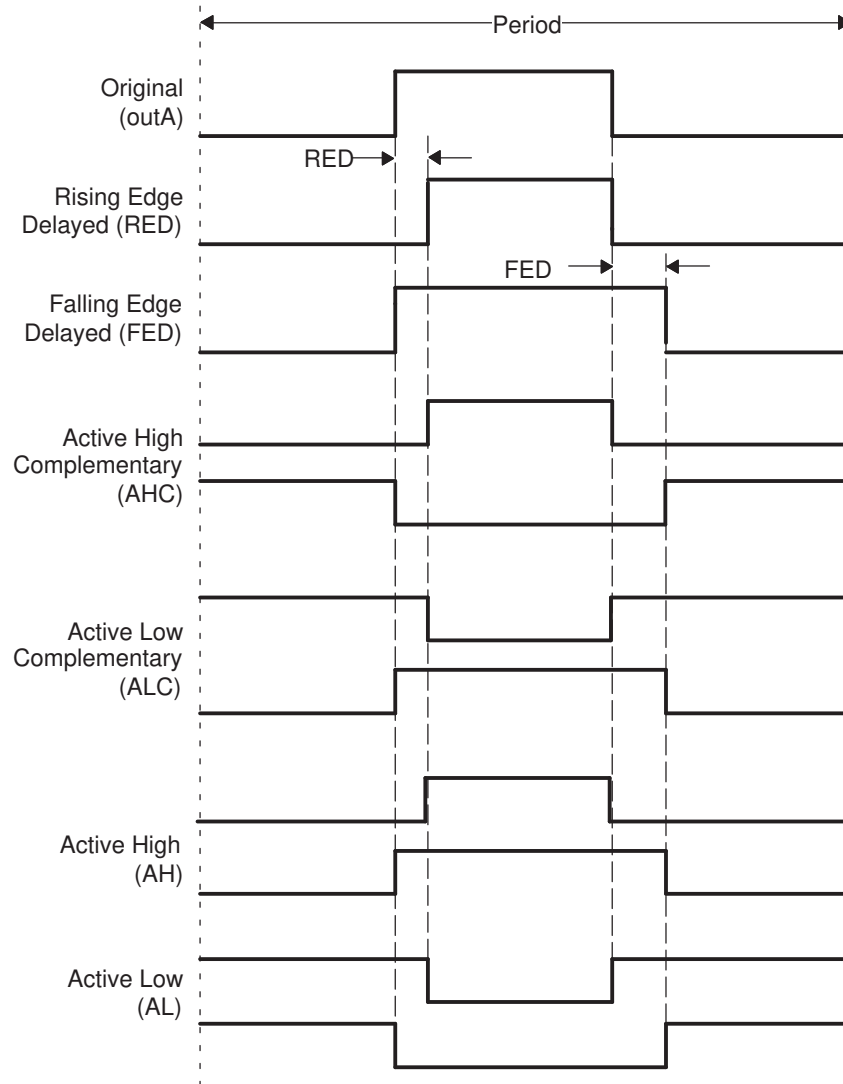 Period
Original
(outA)
RED
Rising Edge
Delayed (RED)
FED
Falling Edge
Delayed (FED)
Active High
Complementary
(AHC)
Active Low
Complementary
(ALC)
Active High
(AH)
Active Low
(AL)